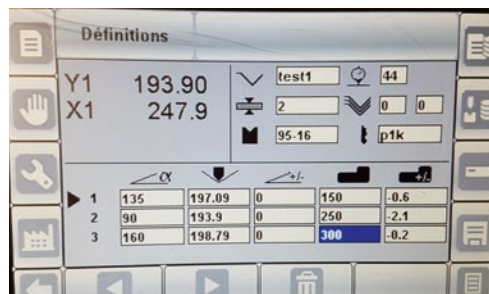 Définitions
Y1 193.90
X1 247.9
test1 44
2 0 0
95-16 p1k
α +/- +/-
1 135 197.09 0 150 -0.6
2 90 193.9 0 250 -2.1
3 160 198.79 0 300 -0.2